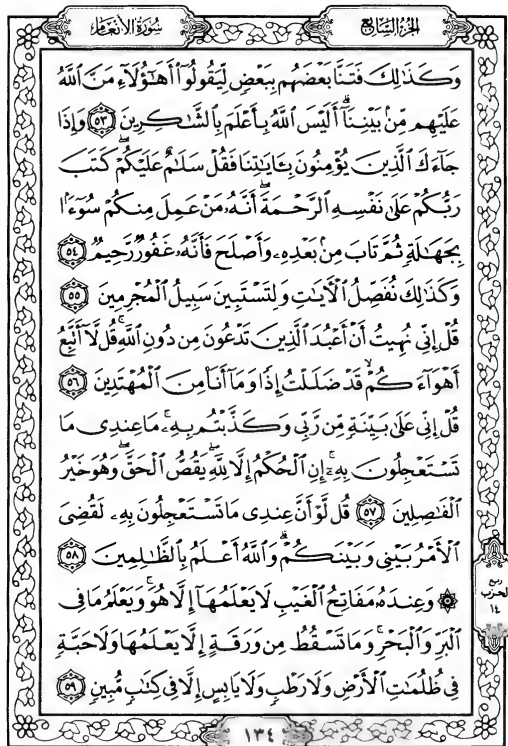 الجزء السابع
سورة الأنعام
وَكَذَٰلِكَ فَتَنَّا بَعْضَهُم بِبَعْضٍ لِّيَقُولُوٓا۟ أَهَٰٓؤُلَآءِ مَنَّ ٱللَّهُ
عَلَيْهِم مِّنۢ بَيْنِنَآ ۗ أَلَيْسَ ٱللَّهُ بِأَعْلَمَ بِٱلشَّٰكِرِينَ ٥٣ وَإِذَا
جَآءَكَ ٱلَّذِينَ يُؤْمِنُونَ بِـَٔايَٰتِنَا فَقُلْ سَلَٰمٌ عَلَيْكُمْ ۖ كَتَبَ
رَبُّكُمْ عَلَىٰ نَفْسِهِ ٱلرَّحْمَةَ ۖ أَنَّهُۥ مَنْ عَمِلَ مِنكُمْ سُوٓءًۢا
بِجَهَٰلَةٍ ثُمَّ تَابَ مِنۢ بَعْدِهِۦ وَأَصْلَحَ فَأَنَّهُۥ غَفُورٌ رَّحِيمٌ ٥٤
وَكَذَٰلِكَ نُفَصِّلُ ٱلْءَايَٰتِ وَلِتَسْتَبِينَ سَبِيلُ ٱلْمُجْرِمِينَ ٥٥
قُلْ إِنِّى نُهِيتُ أَنْ أَعْبُدَ ٱلَّذِينَ تَدْعُونَ مِن دُونِ ٱللَّهِ ۚ قُل لَّآ أَتَّبِعُ
أَهْوَآءَكُمْ ۙ قَدْ ضَلَلْتُ إِذًا وَمَآ أَنَا۠ مِنَ ٱلْمُهْتَدِينَ ٥٦
قُلْ إِنِّى عَلَىٰ بَيِّنَةٍ مِّن رَّبِّى وَكَذَّبْتُم بِهِۦ ۚ مَا عِندِى مَا
تَسْتَعْجِلُونَ بِهِۦٓ ۚ إِنِ ٱلْحُكْمُ إِلَّا لِلَّهِ ۖ يَقُصُّ ٱلْحَقَّ ۖ وَهُوَ خَيْرُ
ٱلْفَٰصِلِينَ ٥٧ قُل لَّوْ أَنَّ عِندِى مَا تَسْتَعْجِلُونَ بِهِۦ لَقُضِىَ
ٱلْأَمْرُ بَيْنِى وَبَيْنَكُمْ ۗ وَٱللَّهُ أَعْلَمُ بِٱلظَّٰلِمِينَ ٥٨
۞ وَعِندَهُۥ مَفَاتِحُ ٱلْغَيْبِ لَا يَعْلَمُهَآ إِلَّا هُوَ ۚ وَيَعْلَمُ مَا فِى
ٱلْبَرِّ وَٱلْبَحْرِ ۚ وَمَا تَسْقُطُ مِن وَرَقَةٍ إِلَّا يَعْلَمُهَا وَلَا حَبَّةٍ
فِى ظُلُمَٰتِ ٱلْأَرْضِ وَلَا رَطْبٍ وَلَا يَابِسٍ إِلَّا فِى كِتَٰبٍ مُّبِينٍ ٥٩
ربع
الحزب
١٤
١٣٤